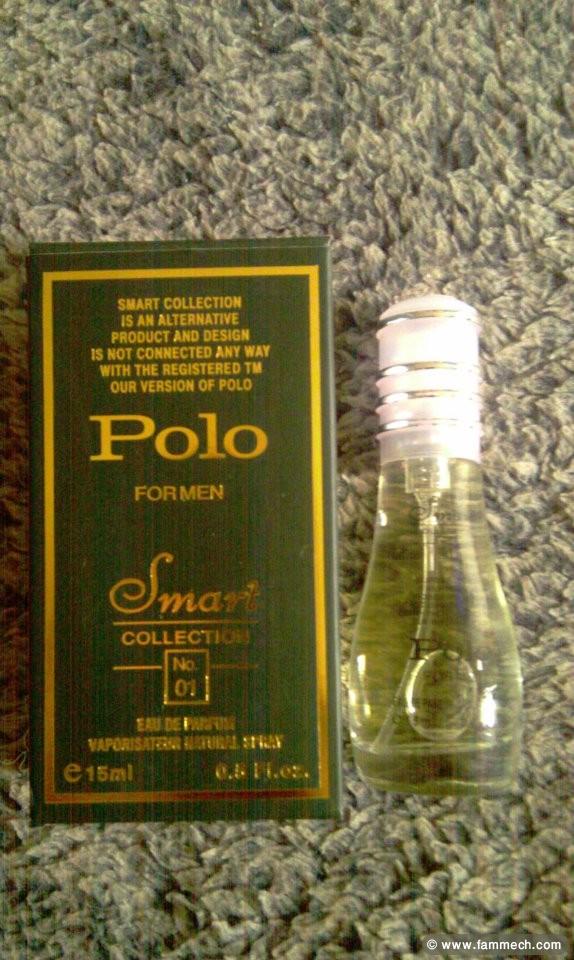 SMART COLLECTION
IS AN ALTERNATIVE
PRODUCT AND DESIGN
IS NOT CONNECTED ANY WAY
WITH THE REGISTERED TM
OUR VERSION OF POLO
Polo
FOR MEN
Smart
COLLECTION
No.
01
EAU DE PARFUM
VAPORISATEUR NATURAL SPRAY
e 15ml 0.5 fl.oz.
© www.fammech.com